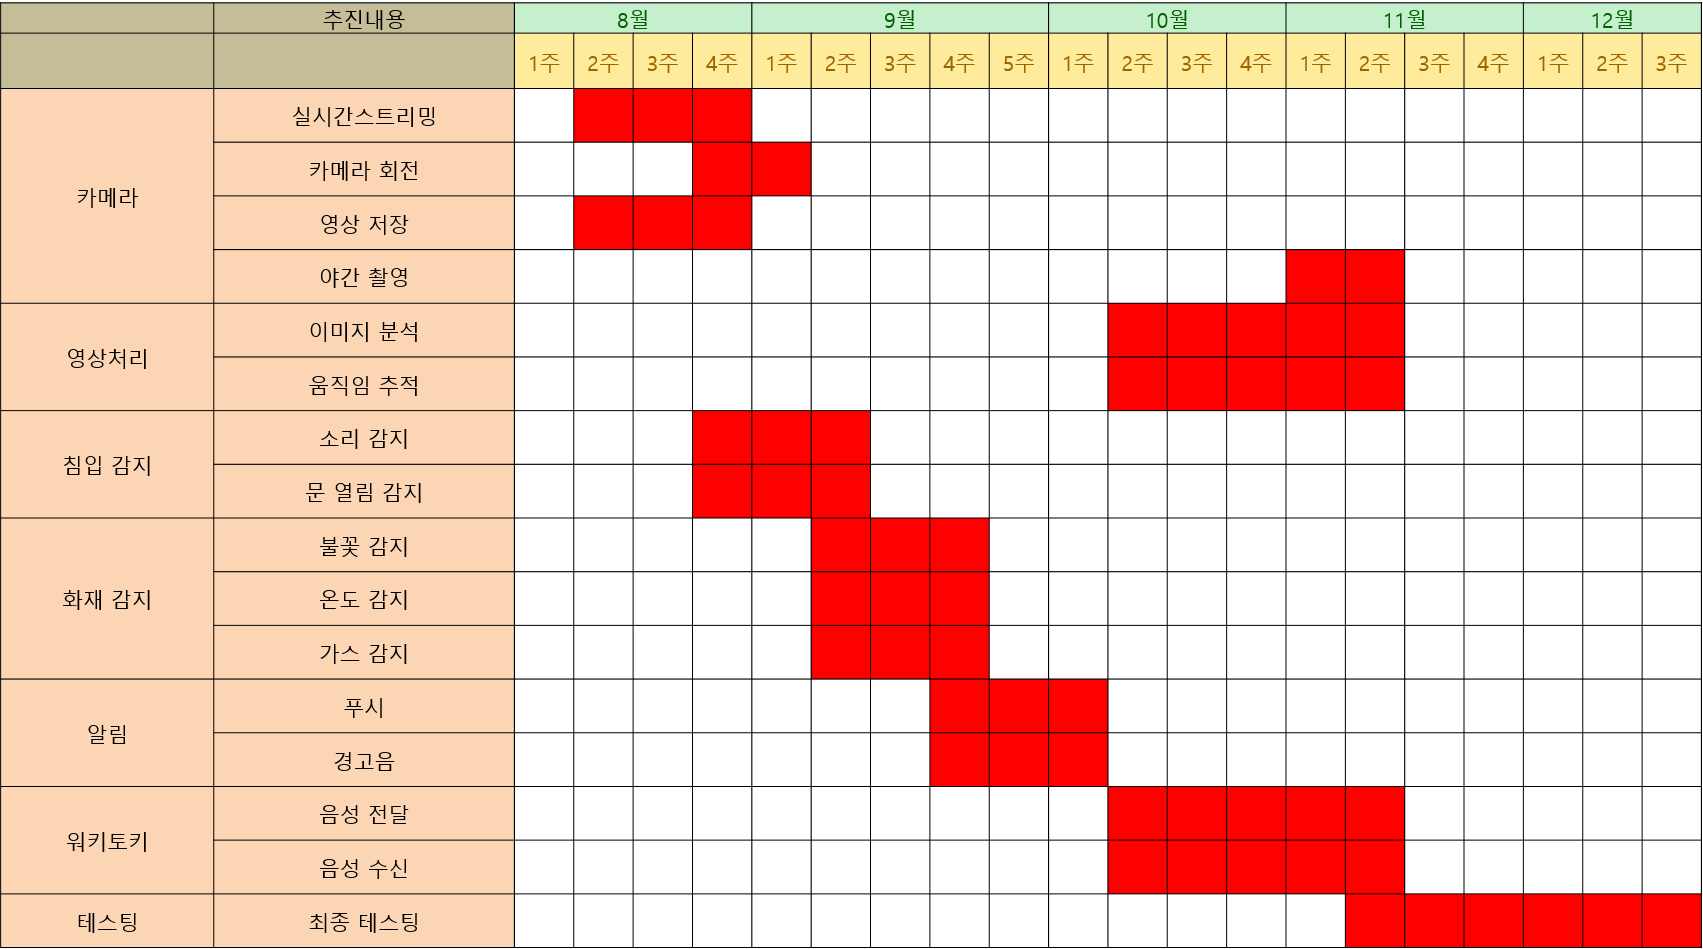 추진내용 8월 9월 10월 11월 12월
1주 2주 3주 4주 1주 2주 3주 4주 5주 1주 2주 3주 4주 1주 2주 3주 4주 1주 2주 3주
카메라
실시간스트리밍
카메라 회전
영상 저장
야간 촬영
영상처리
이미지 분석
움직임 추적
침입 감지
소리 감지
문 열림 감지
화재 감지
불꽃 감지
온도 감지
가스 감지
알림
푸시
경고음
워키토키
음성 전달
음성 수신
테스팅
최종 테스팅